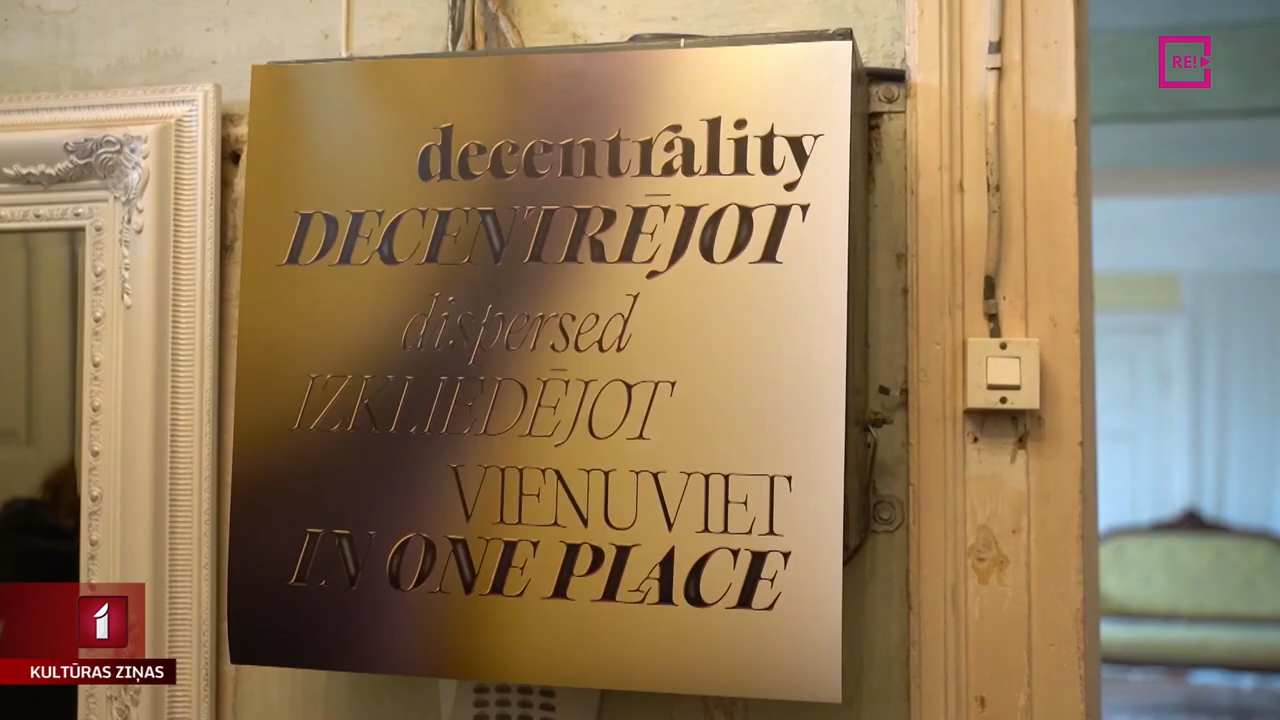 RE!
decentrality
DECENTRĒJOT
dispersed
IZKLIEDĒJOT
VIENUVIET
IN ONE PLACE
1
KULTŪRAS ZIŅAS